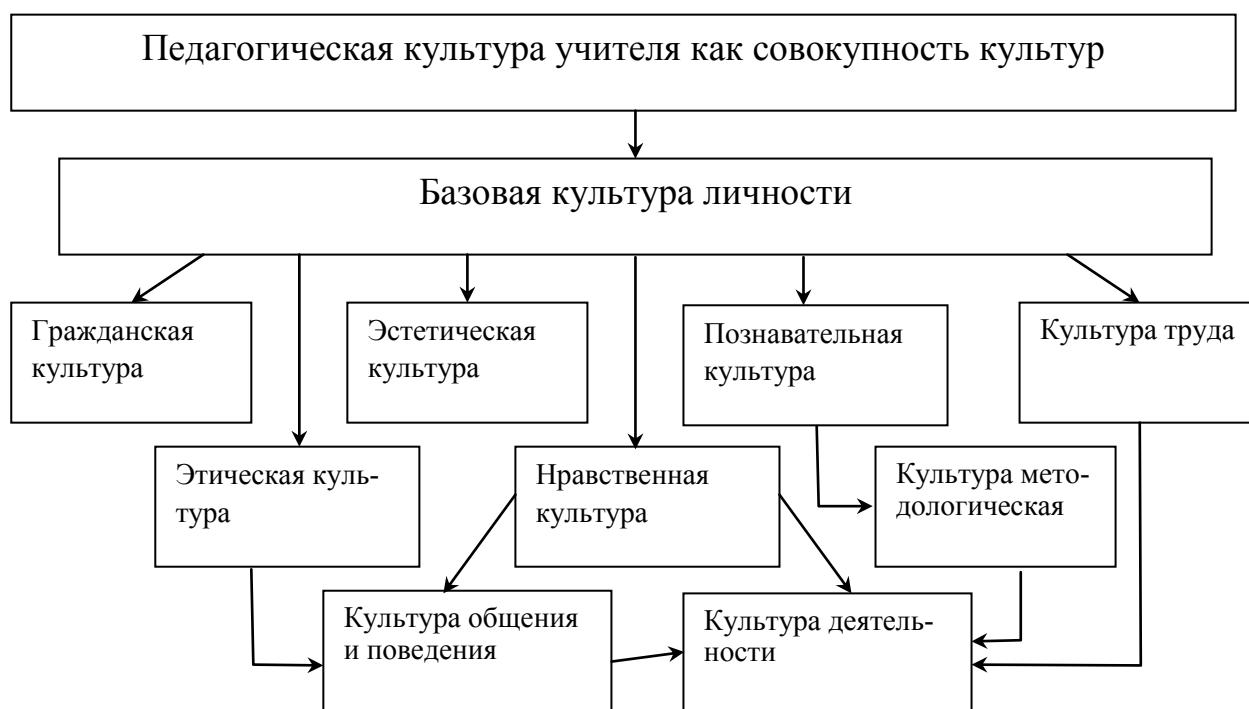 Педагогическая культура учителя как совокупность культур
Базовая культура личности
Гражданская
культура
Эстетическая
культура
Познавательная
культура
Культура труда
Этическая куль-
тура
Нравственная
культура
Культура мето-
дологическая
Культура общения
и поведения
Культура деятель-
ности